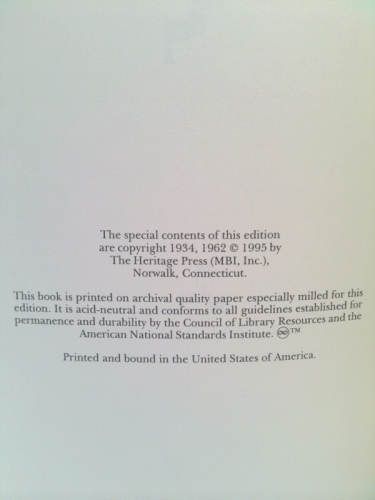 The special contents of this edition
are copyright 1934, 1962 © 1995 by
The Heritage Press (MBI, Inc.),
Norwalk, Connecticut.
This book is printed on archival quality paper especially milled for this
edition. It is acid-neutral and conforms to all guidelines established for
permanence and durability by the Council of Library Resources and the
American National Standards Institute. ♾™
Printed and bound in the United States of America.